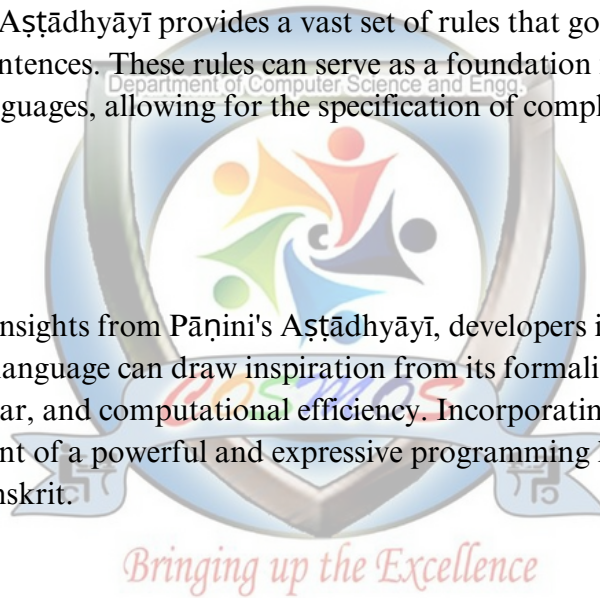 Aṣṭādhyāyī provides a vast set of rules that go
ntences. These rules can serve as a foundation
Department of Computer Science and Engg.
guages, allowing for the specification of compl
nsights from Pāṇini's Aṣṭādhyāyī, developers i
language can draw inspiration from its formali
COSMOS
ar, and computational efficiency. Incorporatin
nt of a powerful and expressive programming
nskrit.
Bringing up the Excellence